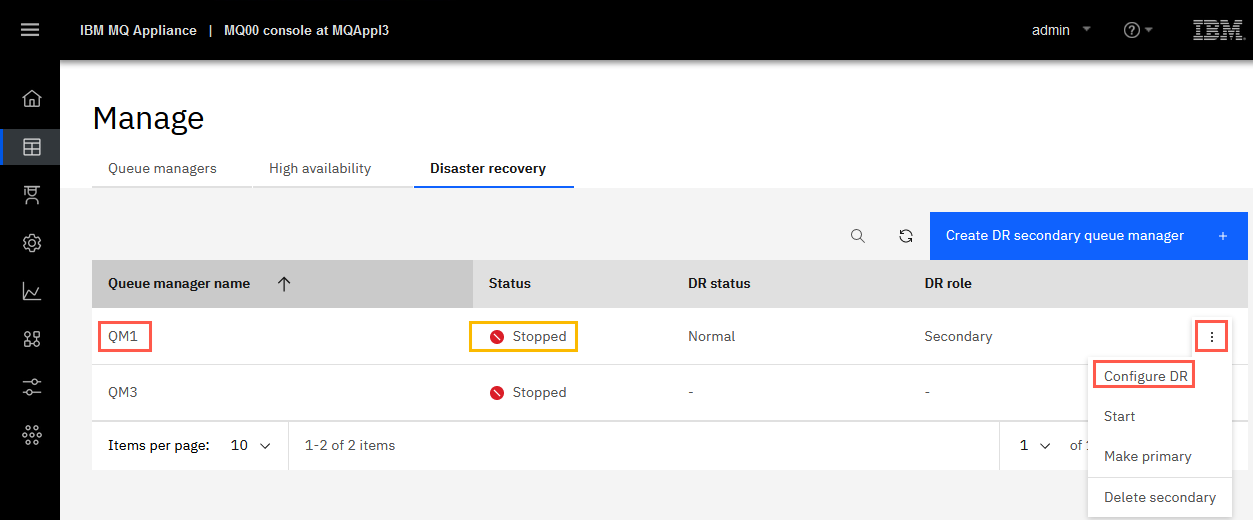 IBM MQ Appliance | MQ00 console at MQAppl3
admin
IBM
Manage
Queue managers High availability Disaster recovery
Create DR secondary queue manager +
Queue manager name Status DR status DR role
QM1 Stopped Normal Secondary
Configure DR
QM3 Stopped - -
Start
Items per page: 10 1-2 of 2 items 1 of
Make primary
Delete secondary